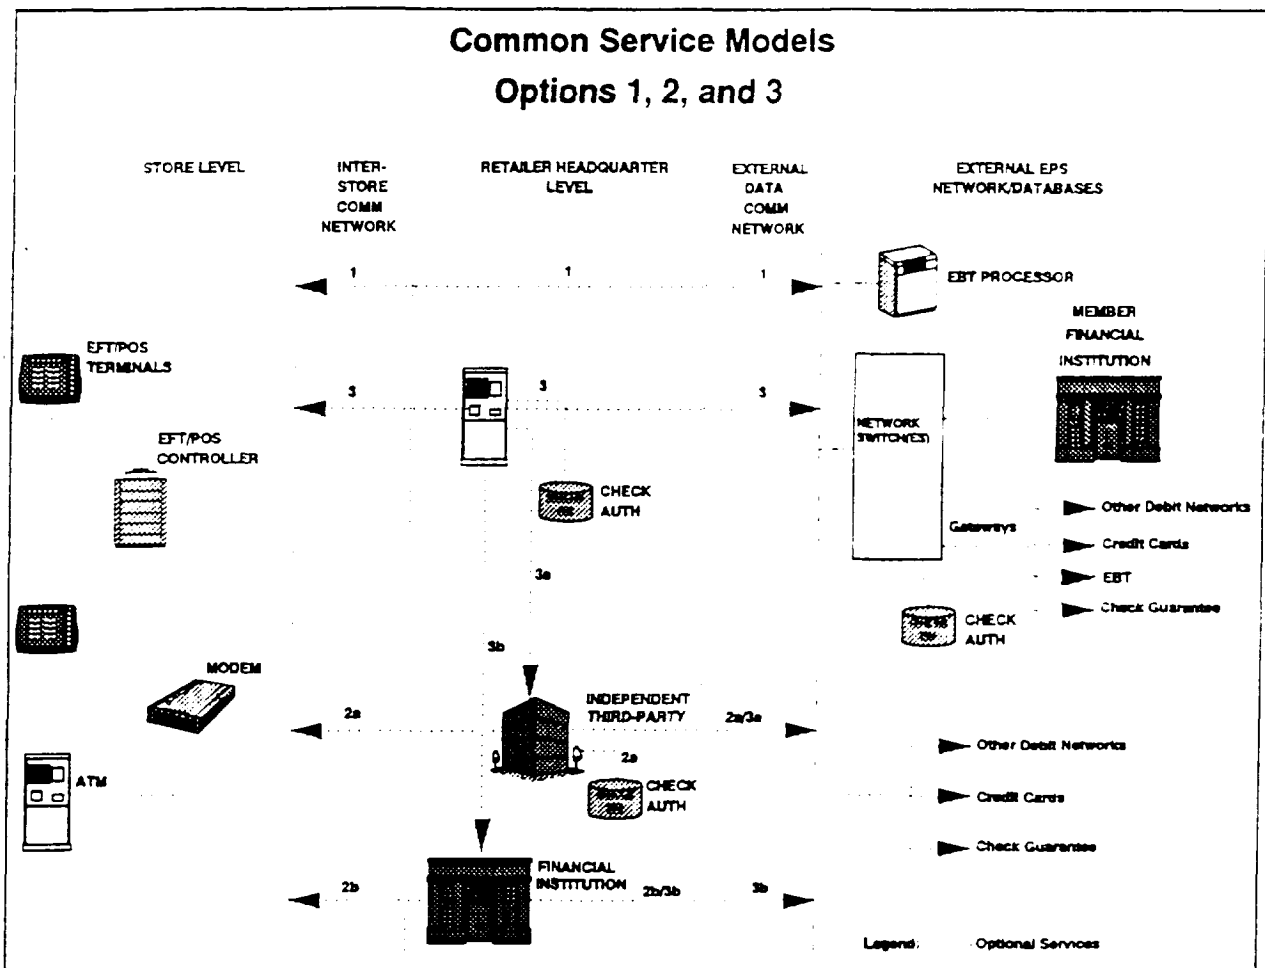 Common Service Models
Options 1, 2, and 3
STORE LEVEL
INTER-
STORE
COMM
NETWORK
RETAILER HEADQUARTER
LEVEL
EXTERNAL
DATA
COMM
NETWORK
EXTERNAL EPS
NETWORK/DATABASES
1
1
1
EBT PROCESSOR
MEMBER
FINANCIAL
INSTITUTION
EFT/POS
TERMINALS
3
3
3
NETWORK
SWITCH(ES)
EFT/POS
CONTROLLER
CHECK
AUTH
Gateways
Other Debit Networks
Credit Cards
EBT
Check Guarantee
3a
CHECK
AUTH
3b
MODEM
INDEPENDENT
THIRD-PARTY
2a
2a/3a
2a
Other Debit Networks
ATM
CHECK
AUTH
Credit Cards
Check Guarantee
FINANCIAL
INSTITUTION
2b
2b/3b
3b
Legend:
Optional Services